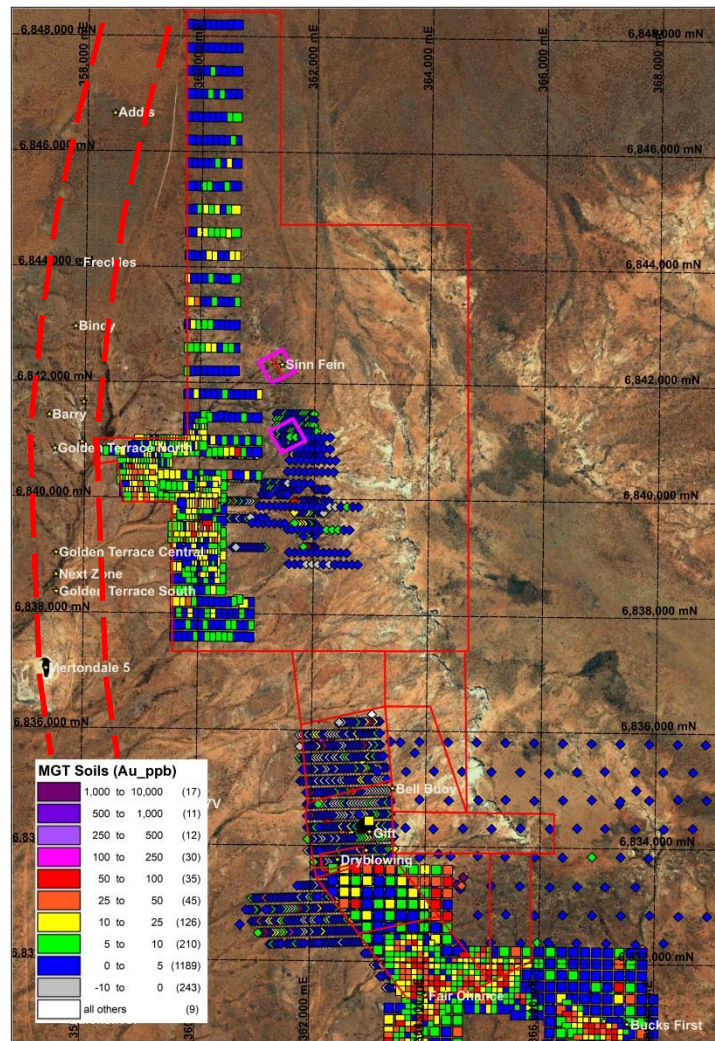 6,848,000 mN
358,000 mE
360,000 mE
362,000 mE
364,000 mE
366,000 mE
368,000 mE
6,848,000 mN
Addis
6,846,000 mN
6,846,000 mN
Freckles
6,844,000 mN
6,844,000 mN
Bindy
Sinn Fein
6,842,000 mN
6,842,000 mN
Barry
Golden Terrace North
6,840,000 mN
6,840,000 mN
Golden Terrace Central
Next Zone
Golden Terrace South
6,838,000 mN
6,838,000 mN
Mertondale 5
6,836,000 mN
6,836,000 mN
Bell Buoy
Gift
6,834,000 mN
Dryblowing
6,832,000 mN
Fair Chance
Bucks First
362,000 mE
MGT Soils (Au_ppb)
1,000 to 10,000 (17)
500 to 1,000 (11)
250 to 500 (12)
100 to 250 (30)
50 to 100 (35)
25 to 50 (45)
10 to 25 (126)
5 to 10 (210)
0 to 5 (1189)
-10 to 0 (243)
all others (9)